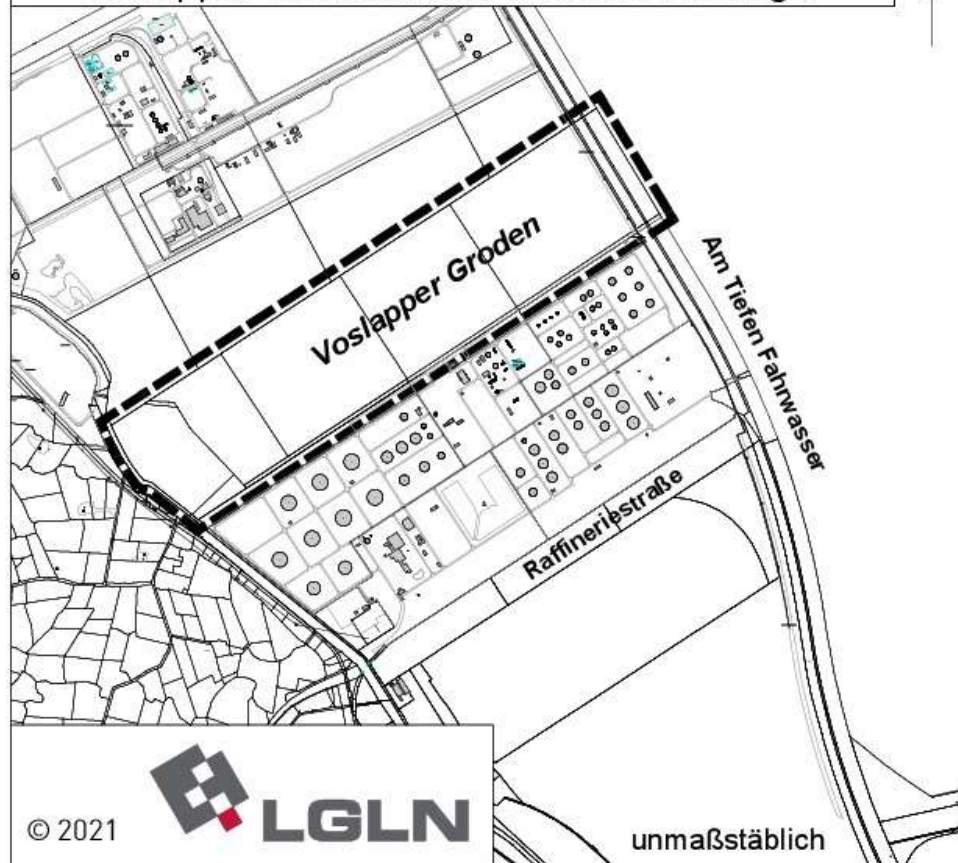 Voslapper Groden
Am Tiefen Fahrwasser
Raffineriestraße
© 2021
LGLN
unmaßstäblich